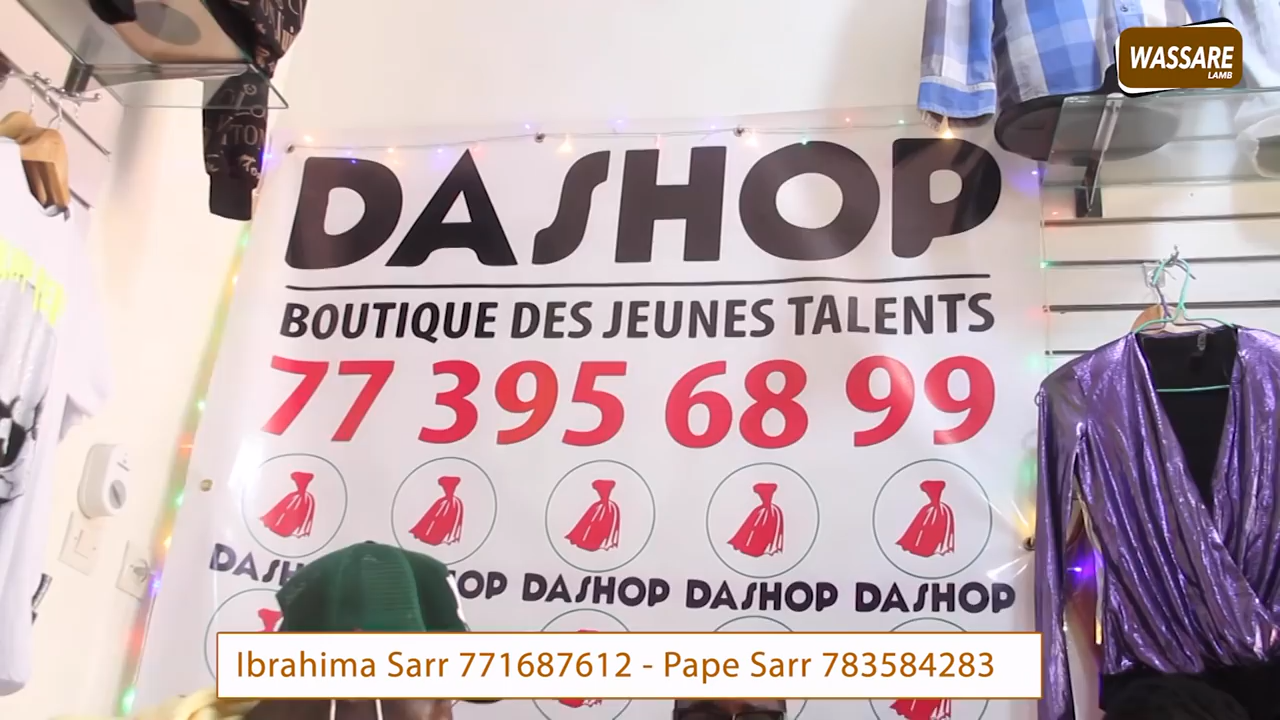 WASSARE
LAMB
DASHOP
BOUTIQUE DES JEUNES TALENTS
77 395 68 99
DASHOP DASHOP DASHOP
Ibrahima Sarr 771687612 - Pape Sarr 783584283